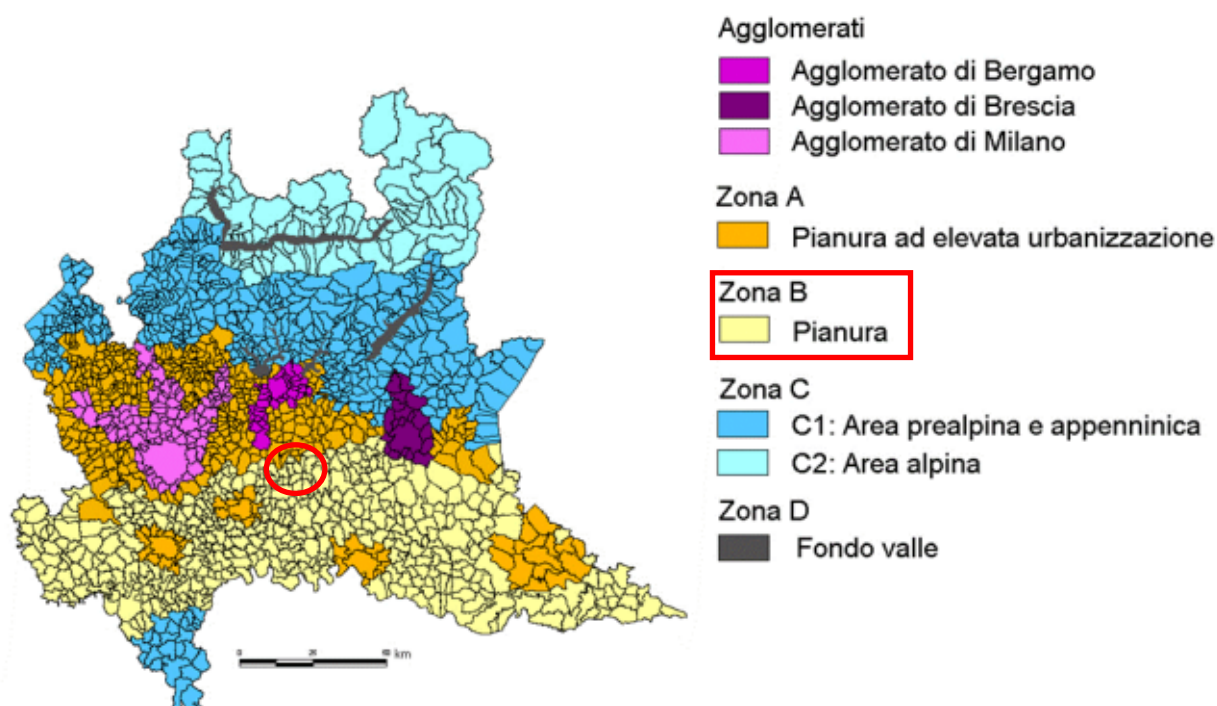 Agglomerati
Agglomerato di Bergamo
Agglomerato di Brescia
Agglomerato di Milano
Zona A
Pianura ad elevata urbanizzazione
Zona B
Pianura
Zona C
C1: Area prealpina e appenninica
C2: Area alpina
Zona D
Fondo valle
0
km